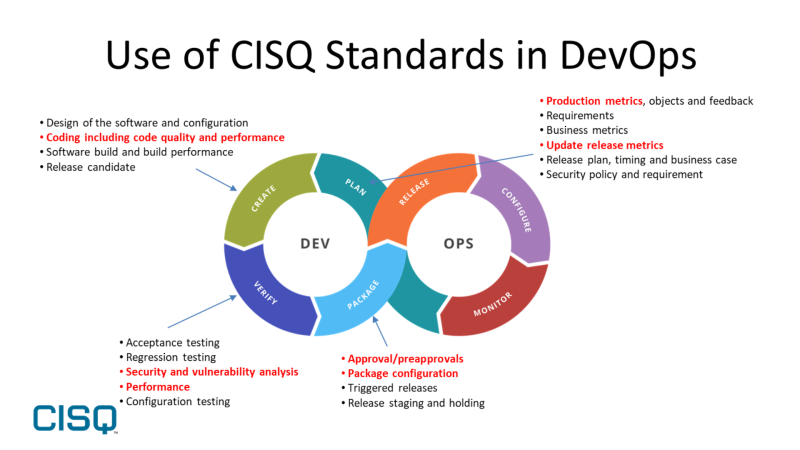 Use of CISQ Standards in DevOps
• Production metrics, objects and feedback
• Requirements
• Business metrics
• Update release metrics
• Release plan, timing and business case
• Security policy and requirement
• Design of the software and configuration
• Coding including code quality and performance
• Software build and build performance
• Release candidate
CREATE
PLAN
RELEASE
CONFIGURE
DEV
OPS
VERIFY
PACKAGE
MONITOR
• Acceptance testing
• Regression testing
• Security and vulnerability analysis
• Performance
• Configuration testing
• Approval/preapprovals
• Package configuration
• Triggered releases
• Release staging and holding
CISQ™